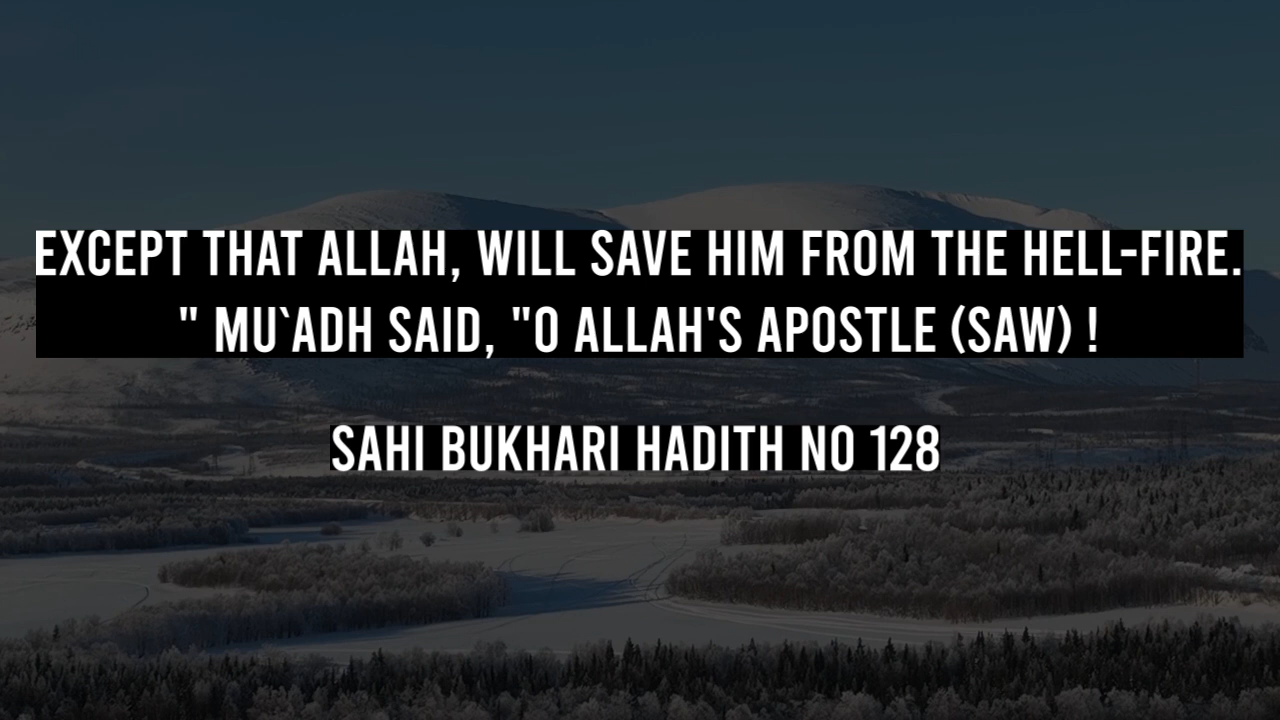 EXCEPT THAT ALLAH, WILL SAVE HIM FROM THE HELL-FIRE.
" MU`ADH SAID, "O ALLAH'S APOSTLE (SAW) !
SAHI BUKHARI HADITH NO 128